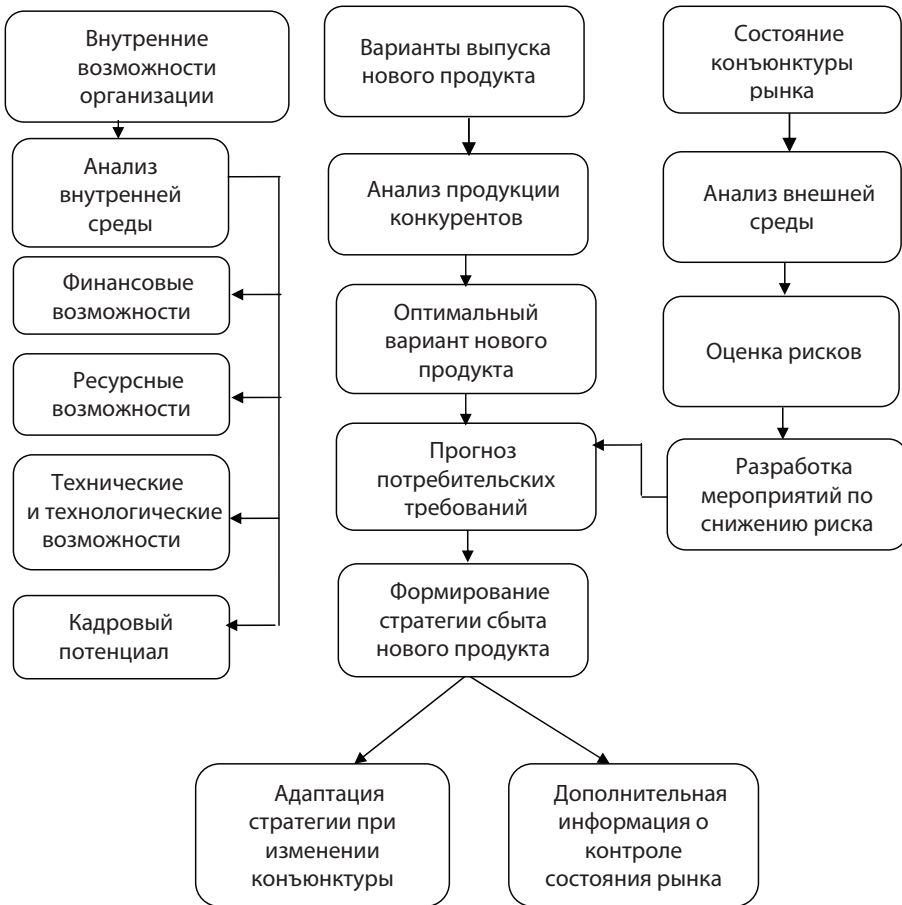 Внутренние
возможности
организации
Анализ
внутренней
среды
Финансовые
возможности
Ресурсные
возможности
Технические
и технологические
возможности
Кадровый
потенциал
Варианты выпуска
нового продукта
Анализ продукции
конкурентов
Оптимальный
вариант нового
продукта
Прогноз
потребительских
требований
Формирование
стратегии сбыта
нового продукта
Состояние
конъюнктуры
рынка
Анализ внешней
среды
Оценка рисков
Разработка
мероприятий по
снижению риска
Адаптация
стратегии при
изменении
конъюнктуры
Дополнительная
информация о
контроле
состояния рынка